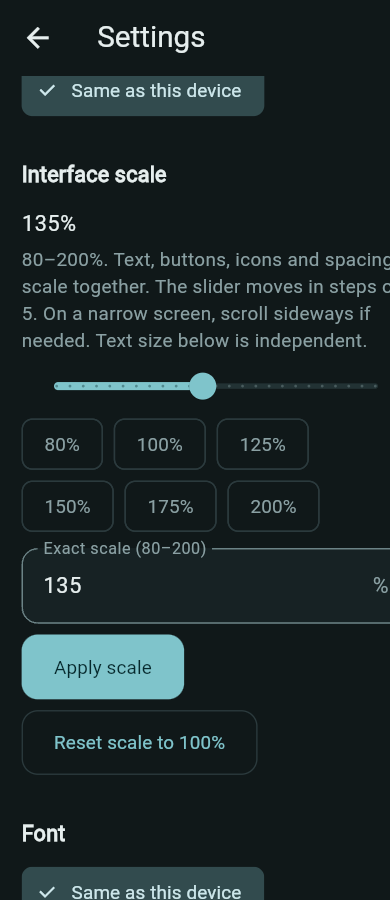 Settings
Same as this device
Interface scale
135%
80–200%. Text, buttons, icons and spacing
scale together. The slider moves in steps o
5. On a narrow screen, scroll sideways if
needed. Text size below is independent.
80% 100% 125%
150% 175% 200%
Exact scale (80–200)
135 %
Apply scale
Reset scale to 100%
Font
Same as this device